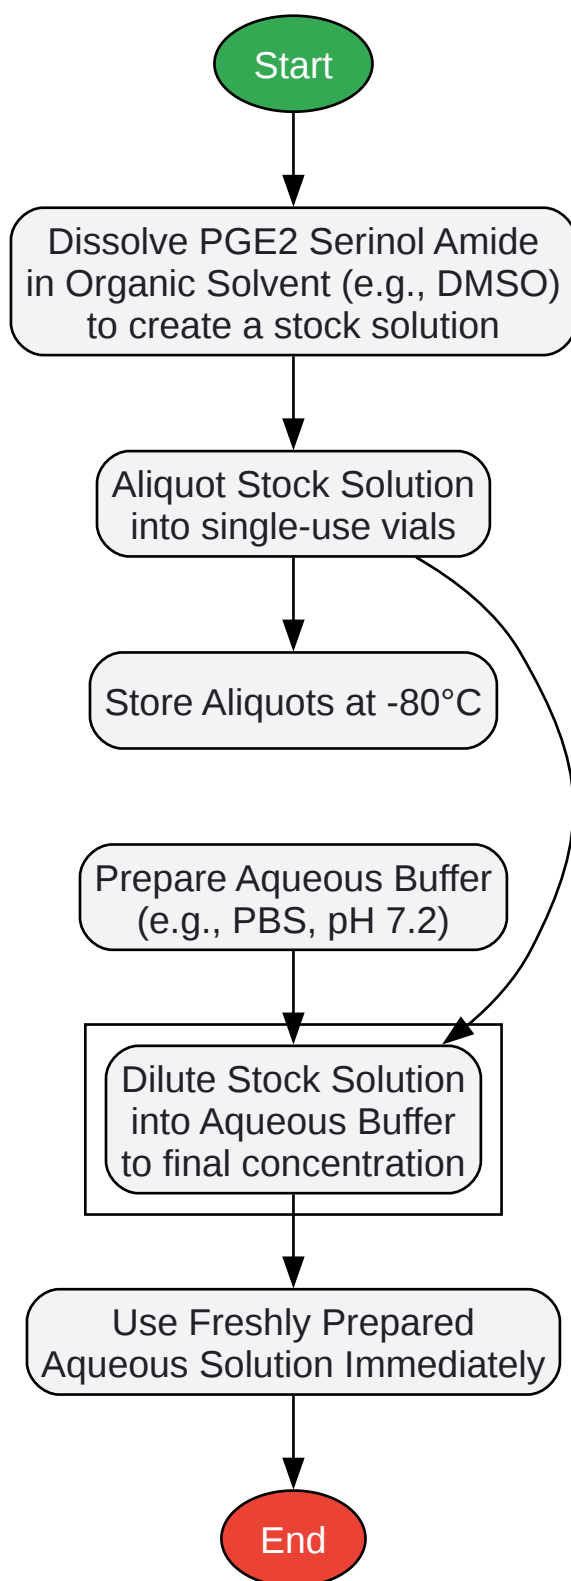 Start
Dissolve PGE2 Serinol Amide
in Organic Solvent (e.g., DMSO)
to create a stock solution
Aliquot Stock Solution
into single-use vials
Store Aliquots at -80°C
Prepare Aqueous Buffer
(e.g., PBS, pH 7.2)
Dilute Stock Solution
into Aqueous Buffer
to final concentration
Use Freshly Prepared
Aqueous Solution Immediately
End